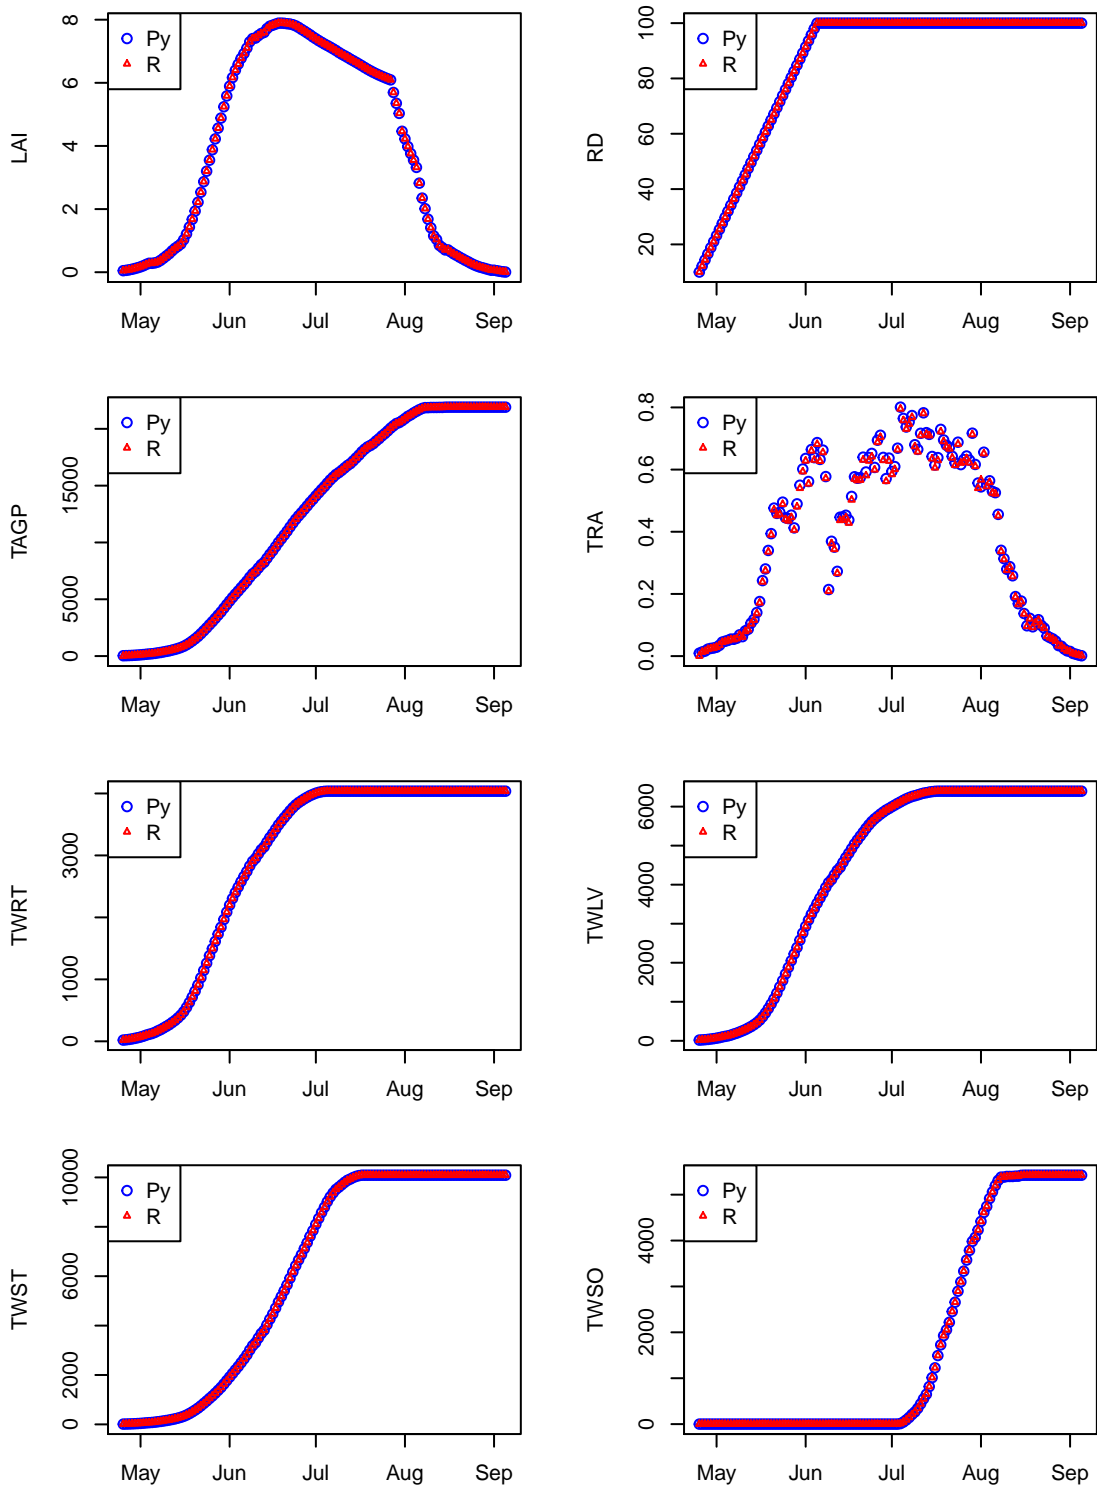 LAI
8
6
4
2
0
Py
R
May Jun Jul Aug Sep
RD
100
80
60
40
20
Py
R
May Jun Jul Aug Sep
TAGP
15000
5000
0
Py
R
May Jun Jul Aug Sep
TRA
0.8
0.6
0.4
0.2
0.0
Py
R
May Jun Jul Aug Sep
TWRT
3000
1000
0
Py
R
May Jun Jul Aug Sep
TWLV
6000
4000
2000
0
Py
R
May Jun Jul Aug Sep
TWST
10000
6000
2000
0
Py
R
May Jun Jul Aug Sep
TWSO
4000
2000
0
Py
R
May Jun Jul Aug Sep